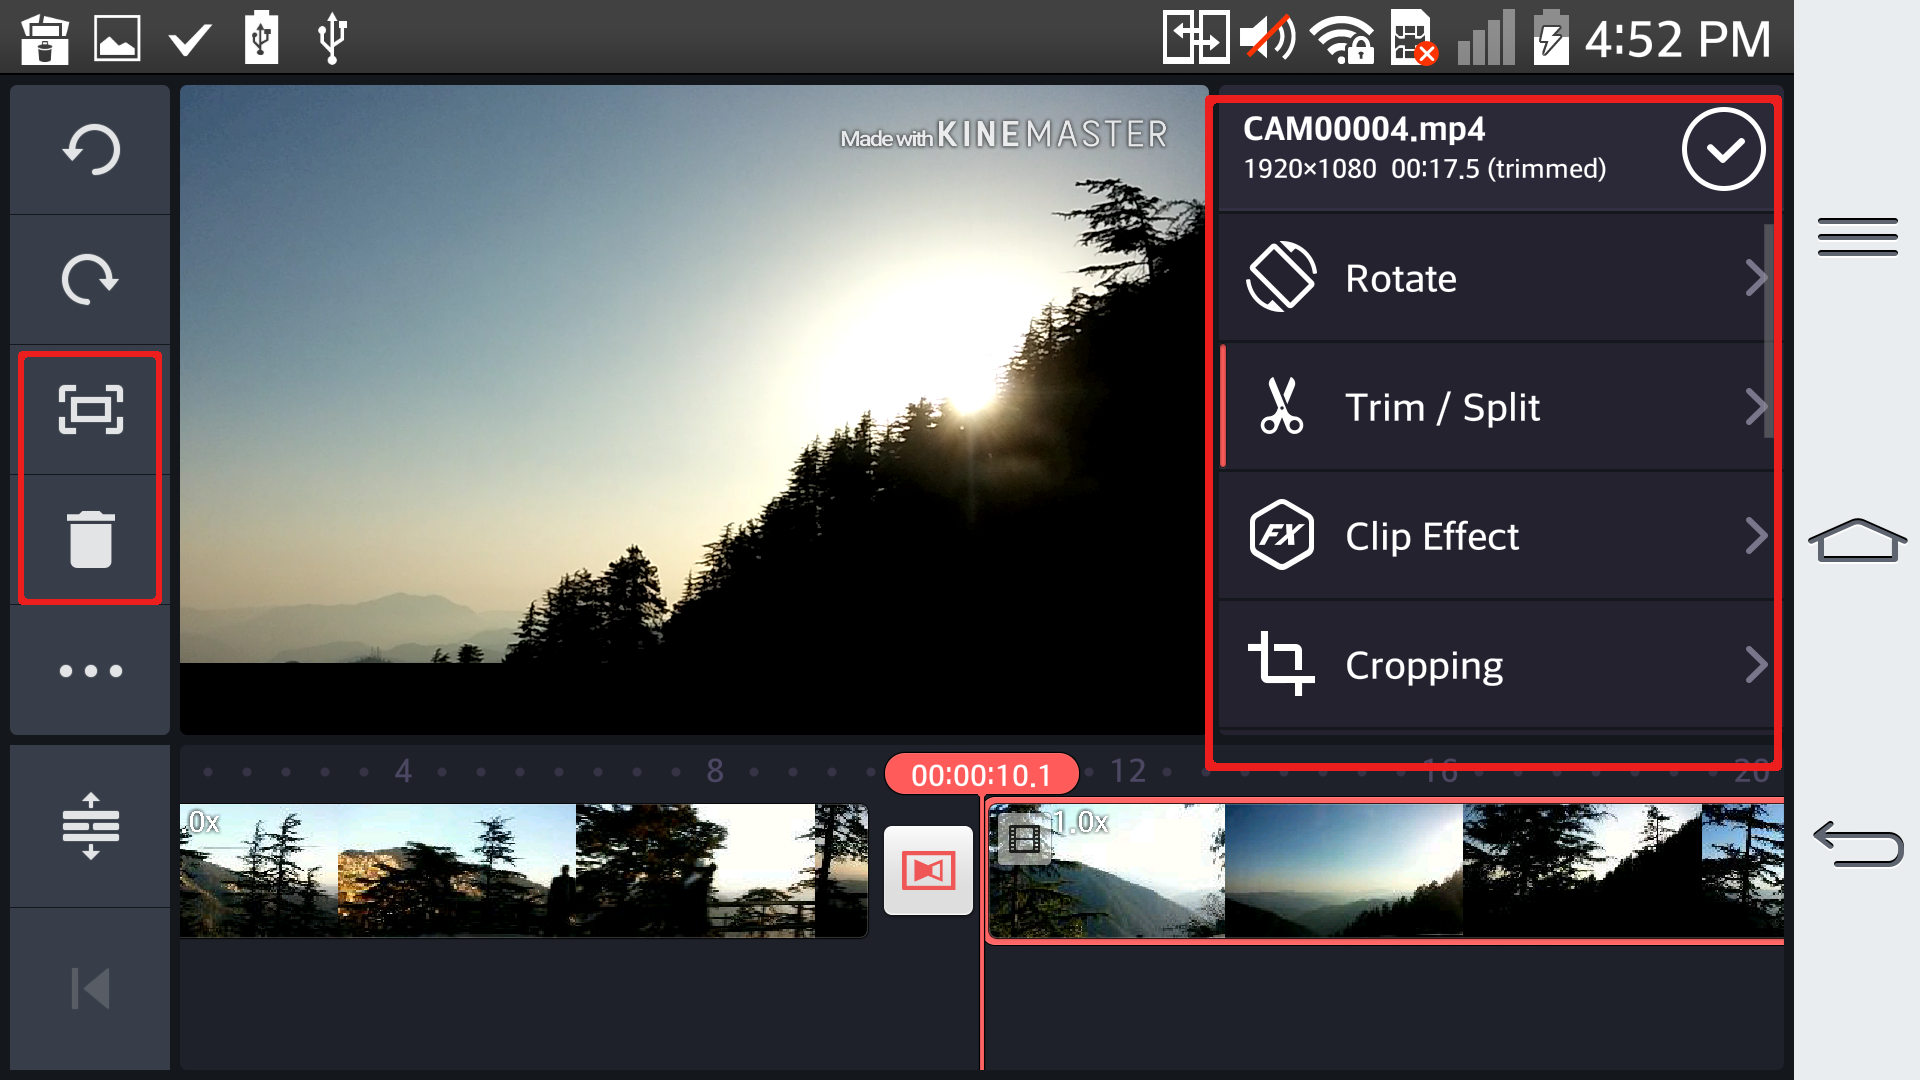 4:52 PM
Made with KINEMASTER
CAM00004.mp4
1920×1080 00:17.5 (trimmed)
Rotate
Trim / Split
FX
Clip Effect
Cropping
4 8 00:00:10.1 12 16 20
0x 1.0x